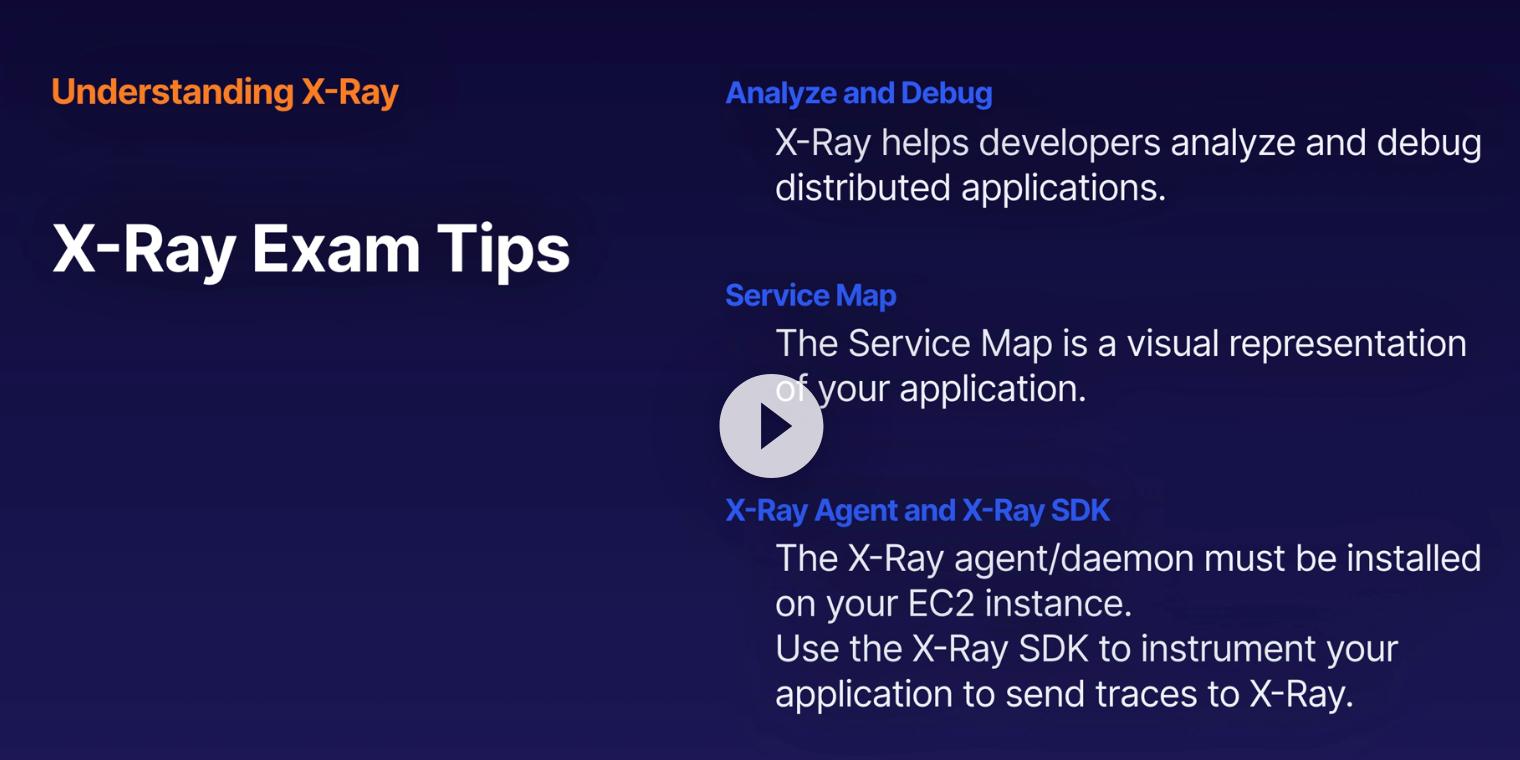 Understanding X-Ray
X-Ray Exam Tips
Analyze and Debug
X-Ray helps developers analyze and debug
distributed applications.
Service Map
The Service Map is a visual representation
of your application.
X-Ray Agent and X-Ray SDK
The X-Ray agent/daemon must be installed
on your EC2 instance.
Use the X-Ray SDK to instrument your
application to send traces to X-Ray.